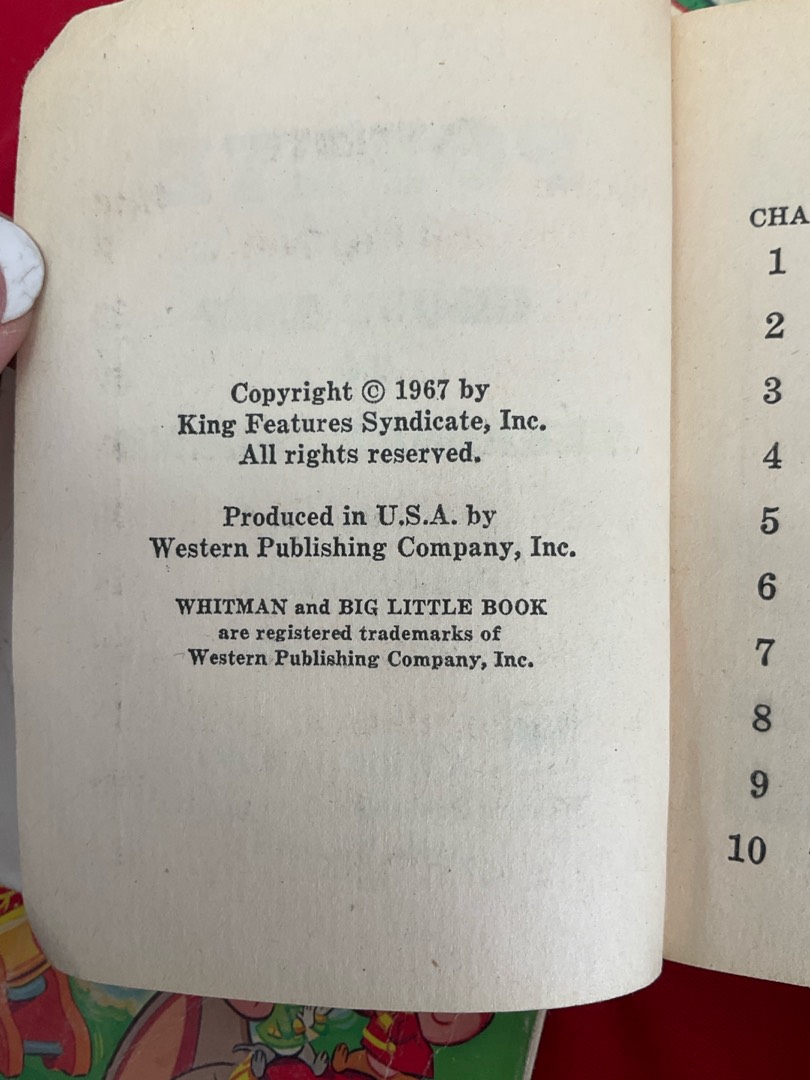 Copyright © 1967 by
King Features Syndicate, Inc.
All rights reserved.
Produced in U.S.A. by
Western Publishing Company, Inc.
WHITMAN and BIG LITTLE BOOK
are registered trademarks of
Western Publishing Company, Inc.
CHA
1
2
3
4
5
6
7
8
9
10